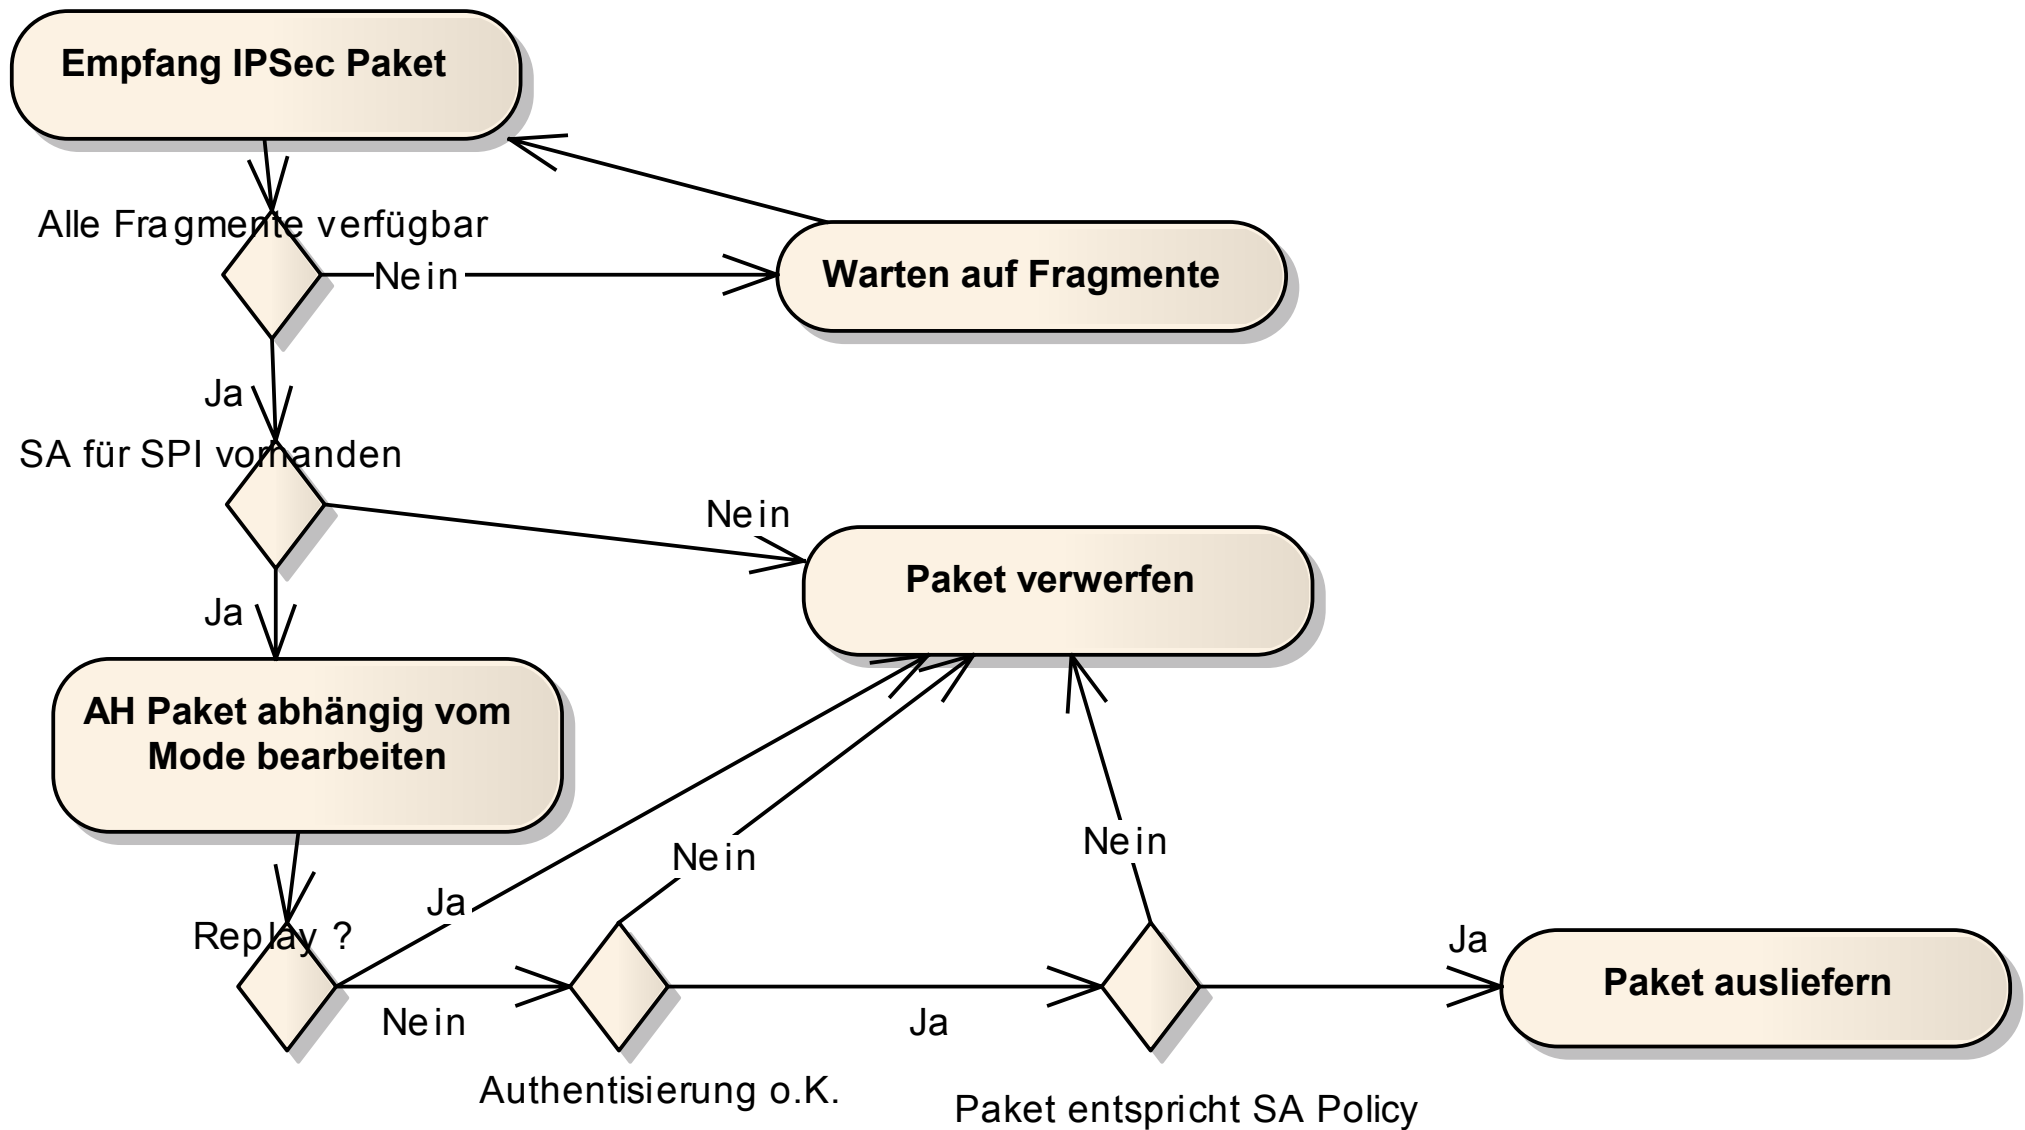 Empfang IPSec Paket
Alle Fragmente verfügbar
Nein
Warten auf Fragmente
Ja
SA für SPI vorhanden
Nein
Paket verwerfen
Ja
AH Paket abhängig vom
Mode bearbeiten
Nein
Nein
Ja
Replay ?
Ja
Paket ausliefern
Nein
Ja
Authentisierung o.K.
Paket entspricht SA Policy